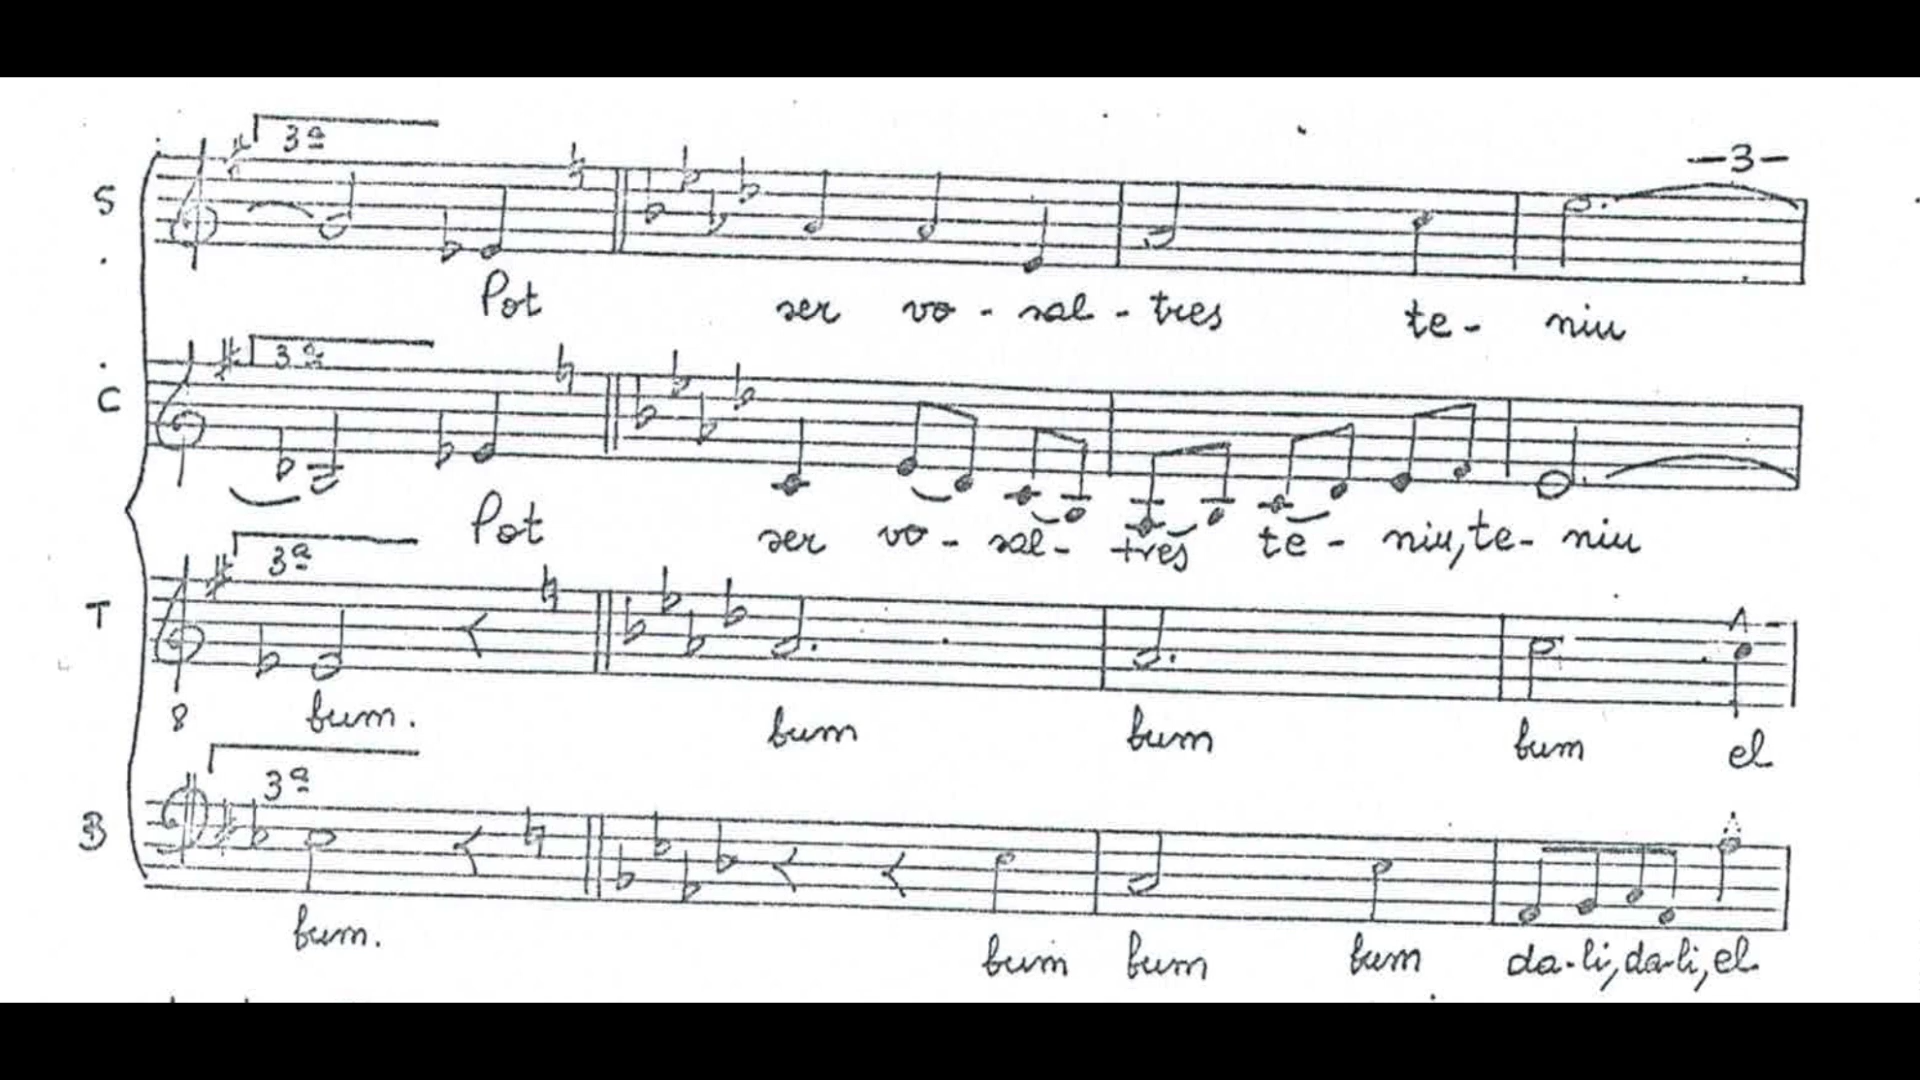 3ª
-3-
S
Pot ser vo - sal - tres te - niu
3ª
C
Pot ser vo - sal - tres te - niu, te - niu
3ª
T
8
bum. bum bum bum el
3ª
B
bum. bum bum bum da-li, da-li, el